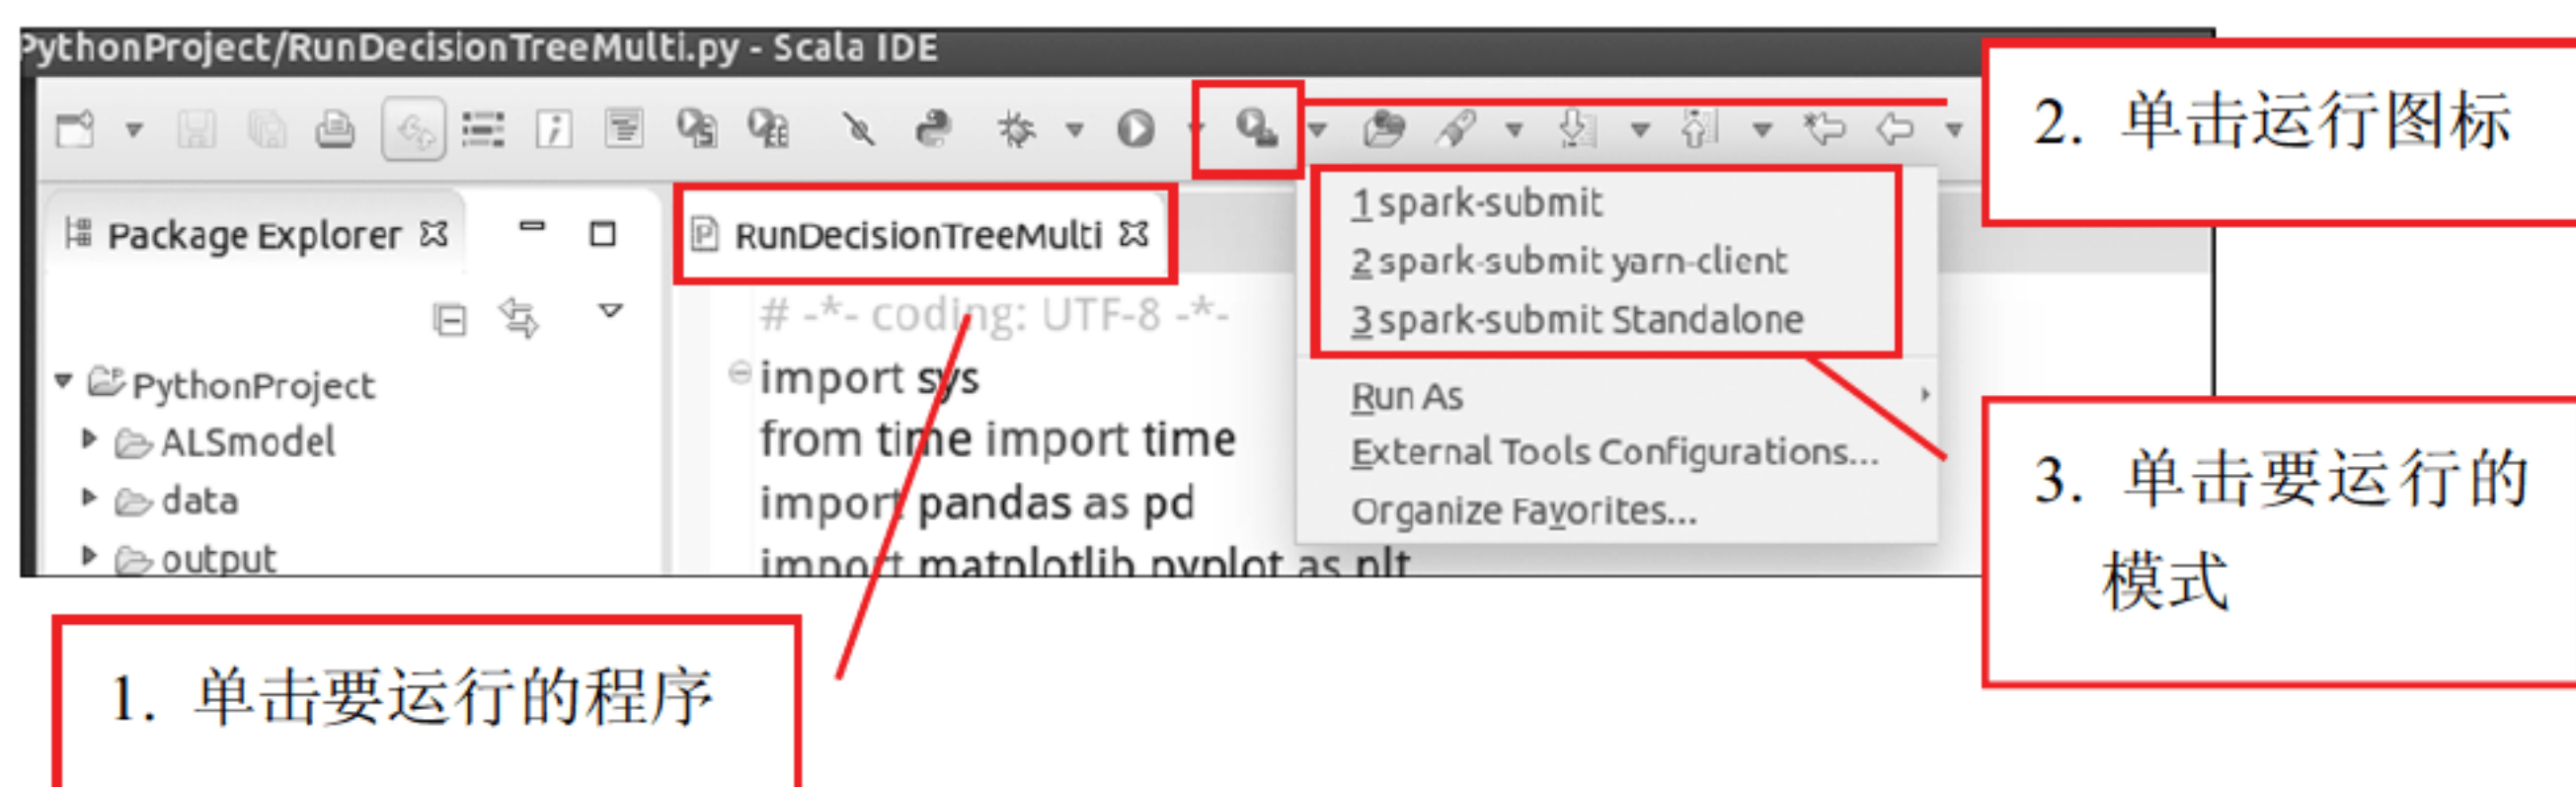 PythonProject/RunDecisionTreeMulti.py - Scala IDE
2. 单击运行图标
Package Explorer
RunDecisionTreeMulti
1 spark-submit
2 spark-submit yarn-client
3 spark-submit Standalone
Run As
External Tools Configurations...
Organize Favorites...
# -*- coding: UTF-8 -*-
import sys
from time import time
import pandas as pd
import matplotlib.pyplot as plt
PythonProject
ALSmodel
data
output
3. 单击要运行的
模式
1. 单击要运行的程序